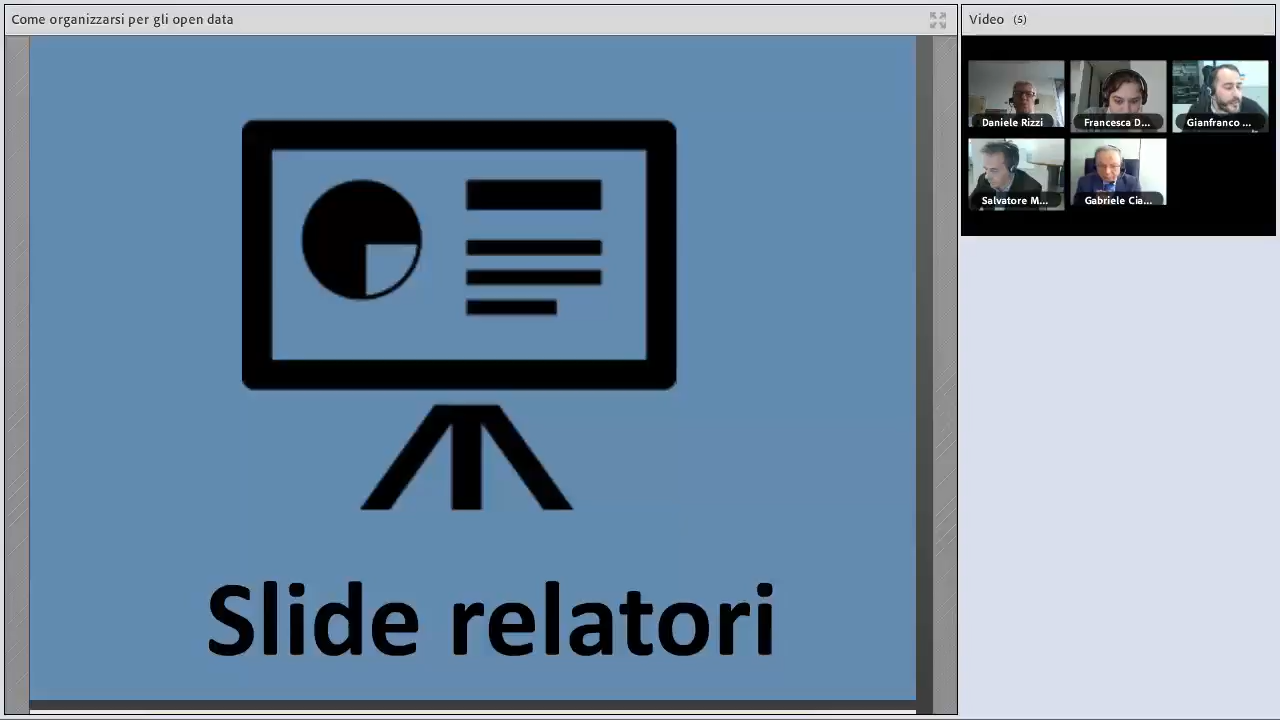 Come organizzarsi per gli open data
Video (5)
Daniele Rizzi
Francesca D...
Gianfranco ...
Salvatore M...
Gabriele Cia...
Slide relatori